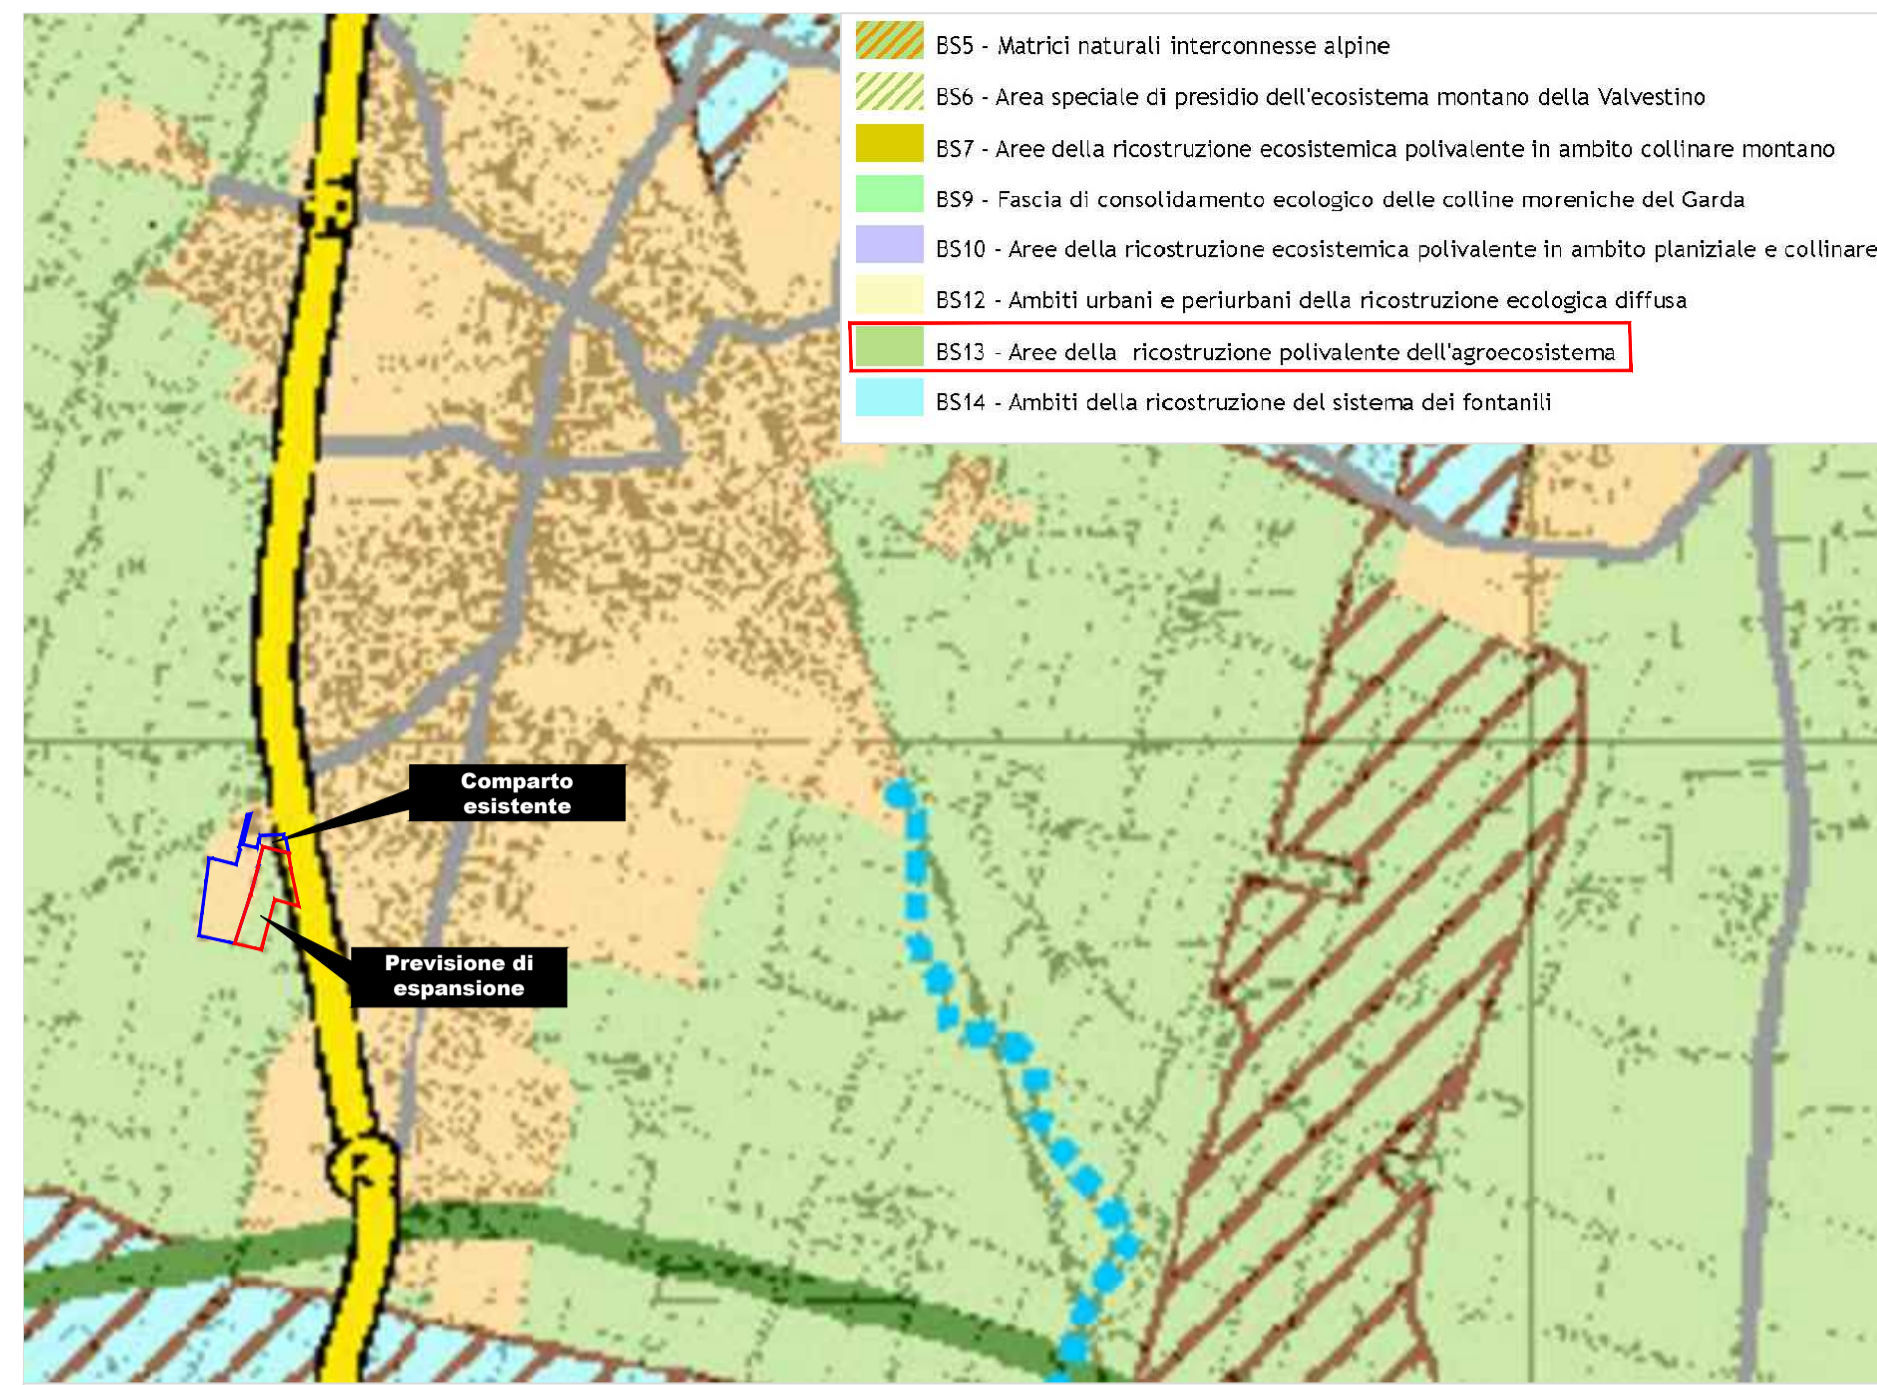 BS5 - Matrici naturali interconnesse alpine
BS6 - Area speciale di presidio dell'ecosistema montano della Valvestino
BS7 - Aree della ricostruzione ecosistemica polivalente in ambito collinare montano
BS9 - Fascia di consolidamento ecologico delle colline moreniche del Garda
BS10 - Aree della ricostruzione ecosistemica polivalente in ambito planiziale e collinare
BS12 - Ambiti urbani e periurbani della ricostruzione ecologica diffusa
BS13 - Aree della ricostruzione polivalente dell'agroecosistema
BS14 - Ambiti della ricostruzione del sistema dei fontanili
Comparto
esistente
Previsione di
espansione